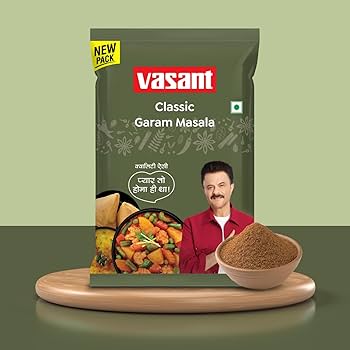 NEW
PACK
vasant
Classic
Garam Masala
क्वालिटी ऐसी
प्यार तो
होगा ही था!